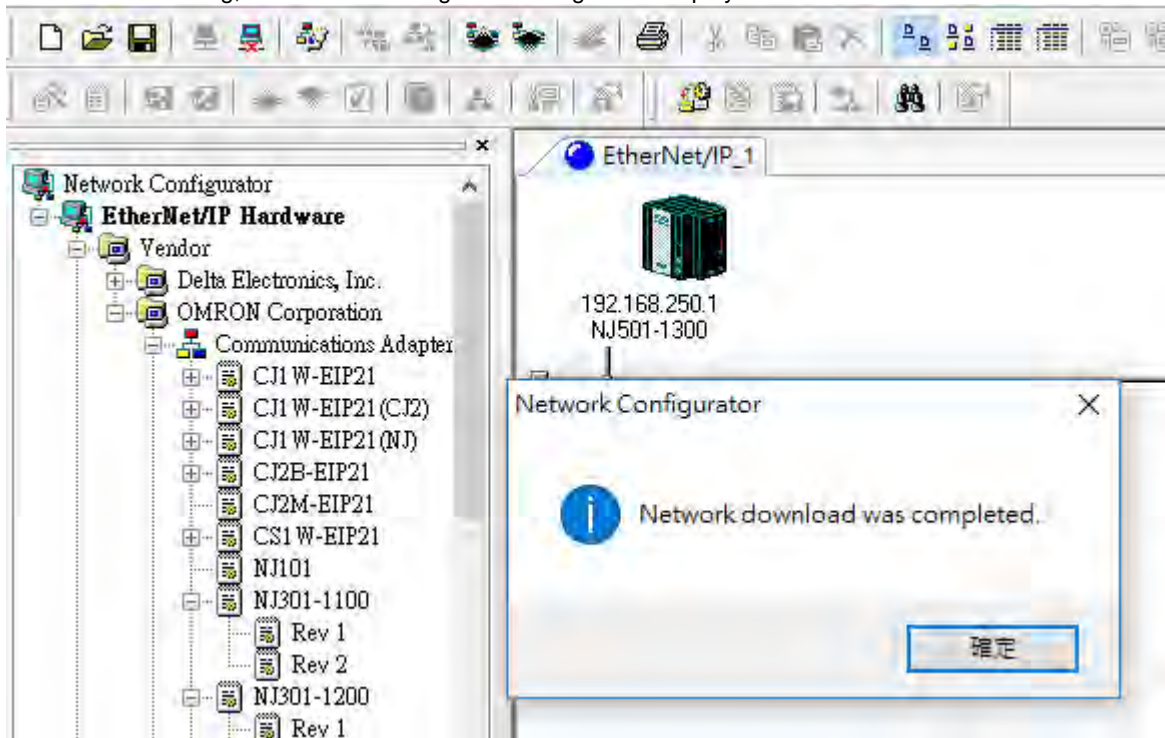 EtherNet/IP_1
Network Configurator
EtherNet/IP Hardware
Vendor
Delta Electronics, Inc.
OMRON Corporation
Communications Adapter
CJ1W-EIP21
CJ1W-EIP21(CJ2)
CJ1W-EIP21(NJ)
CJ2B-EIP21
CJ2M-EIP21
CS1W-EIP21
NJ101
NJ301-1100
Rev 1
Rev 2
NJ301-1200
Rev 1
192.168.250.1
NJ501-1300
Network Configurator
Network download was completed.
確定